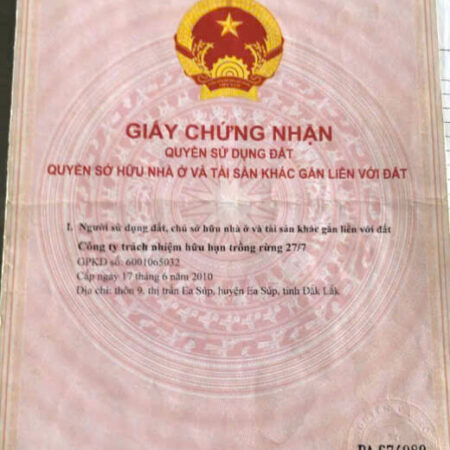 GIẤY CHỨNG NHẬN
QUYỀN SỬ DỤNG ĐẤT
QUYỀN SỞ HỮU NHÀ Ở VÀ TÀI SẢN KHÁC GẮN LIỀN VỚI ĐẤT
I. Người sử dụng đất, chủ sở hữu nhà ở và tài sản khác gắn liền với đất
Công ty trách nhiệm hữu hạn trồng rừng 27/7
GPKD số: 6001065032
Cấp ngày 17 tháng 6 năm 2010
Địa chỉ: thôn 9, thị trấn Ea Súp, huyện Ea Súp, tỉnh Đắk Lắk